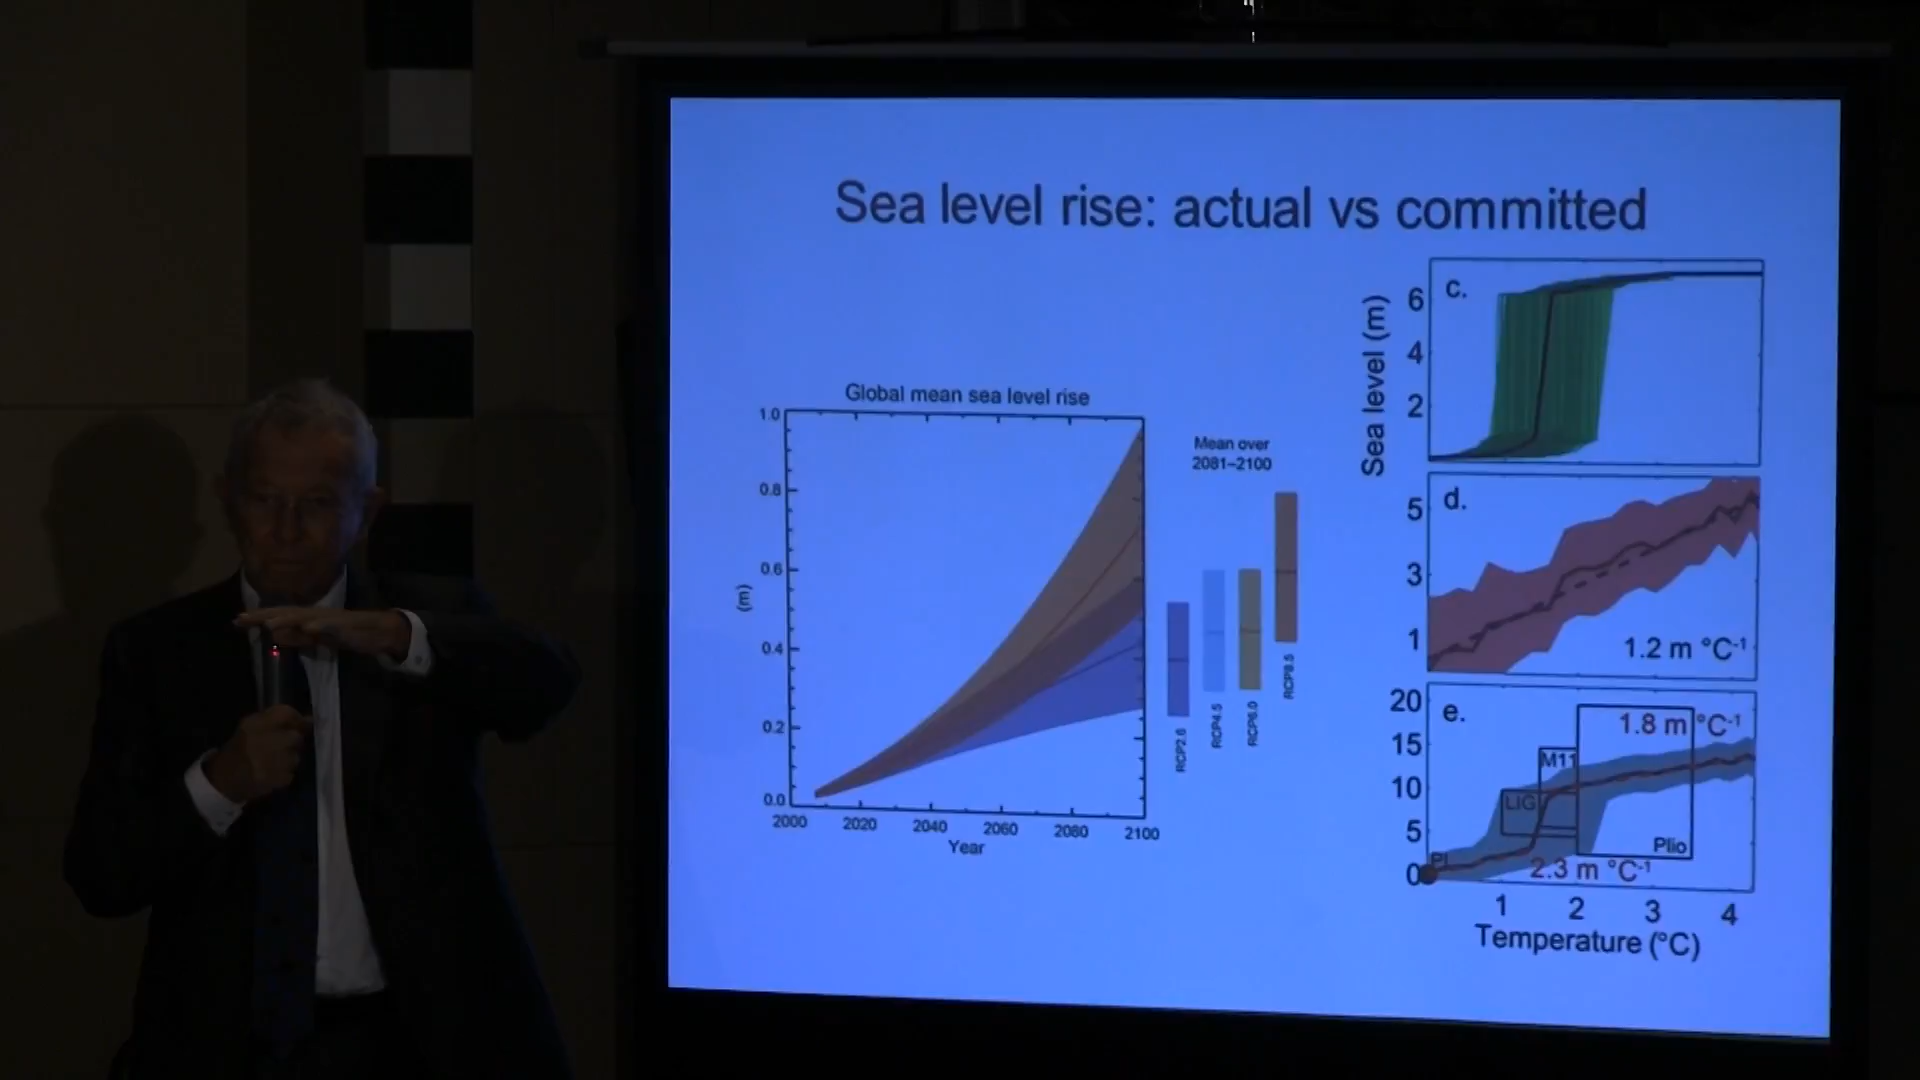 Sea level rise: actual vs committed
Global mean sea level rise
1.0
0.8
0.6
0.4
0.2
0.0
(m)
2000 2020 2040 2060 2080 2100
Year
Mean over
2081–2100
RCP2.6
RCP4.5
RCP6.0
RCP8.5
Sea level (m)
6
4
2
c.
5
3
1
d.
1.2 m °C-1
20
15
10
5
0
e.
1.8 m °C-1
M11
LIG
Plio
PI
2.3 m °C-1
1 2 3 4
Temperature (°C)